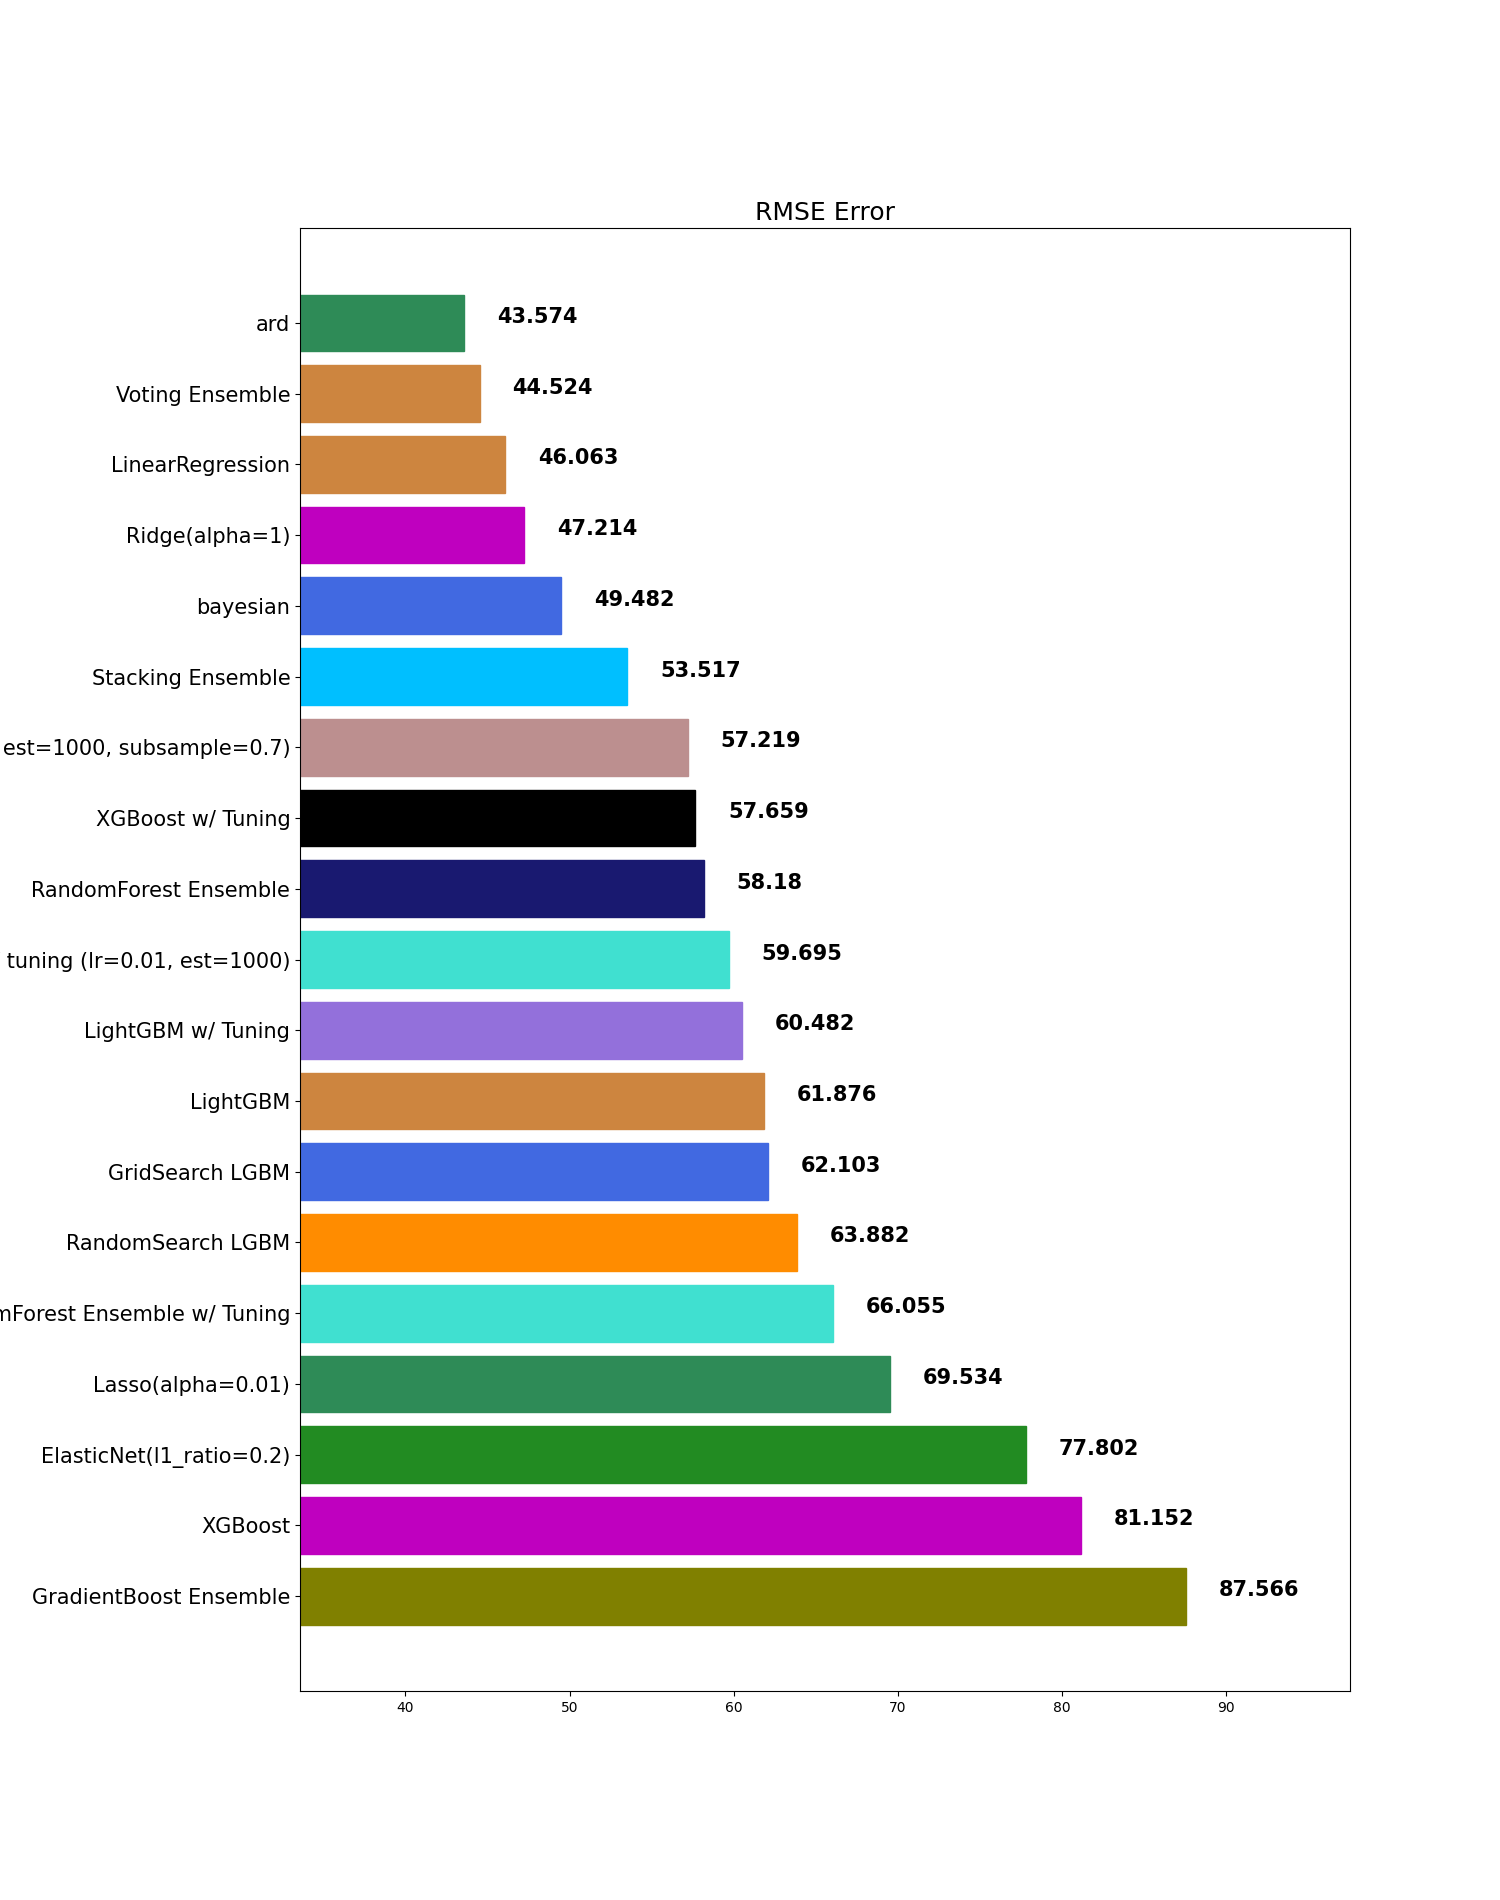 RMSE Error
ard 43.574
Voting Ensemble 44.524
LinearRegression 46.063
Ridge(alpha=1) 47.214
bayesian 49.482
Stacking Ensemble 53.517
est=1000, subsample=0.7) 57.219
XGBoost w/ Tuning 57.659
RandomForest Ensemble 58.18
tuning (lr=0.01, est=1000) 59.695
LightGBM w/ Tuning 60.482
LightGBM 61.876
GridSearch LGBM 62.103
RandomSearch LGBM 63.882
mForest Ensemble w/ Tuning 66.055
Lasso(alpha=0.01) 69.534
ElasticNet(l1_ratio=0.2) 77.802
XGBoost 81.152
GradientBoost Ensemble 87.566
40 50 60 70 80 90